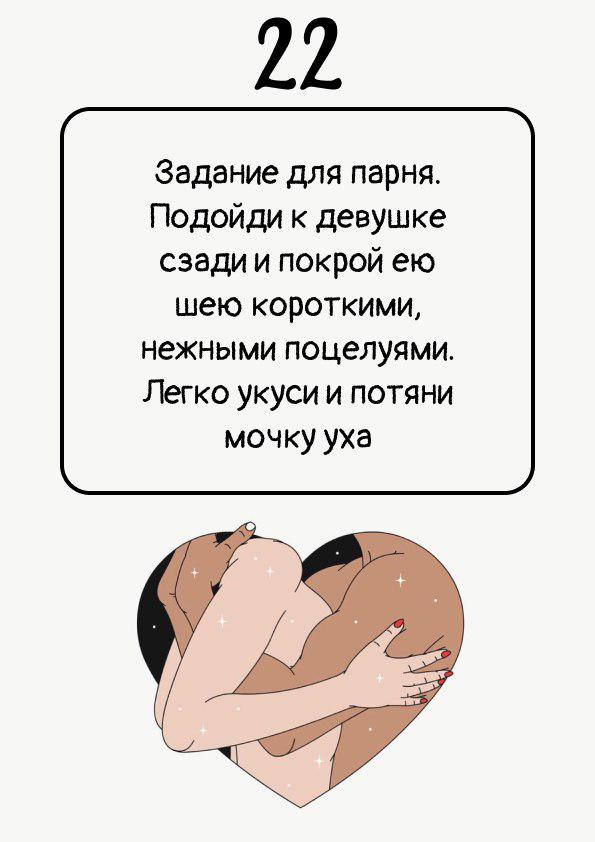 22
Задание для парня.
Подойди к девушке
сзади и покрой ею
шею короткими,
нежными поцелуями.
Легко укуси и потяни
мочку уха